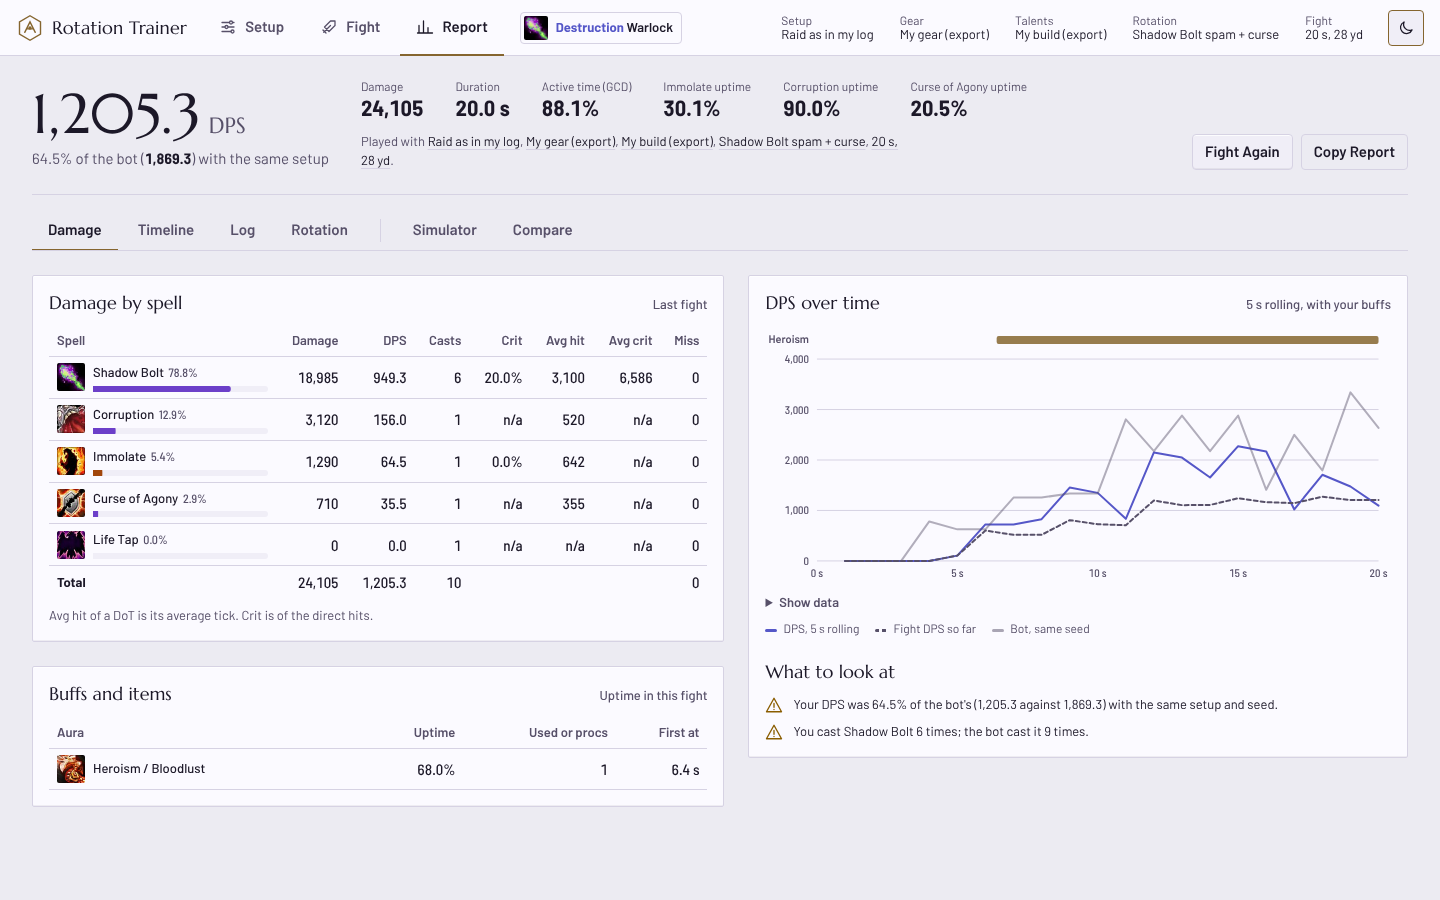 Rotation Trainer
Setup
Fight
Report
Destruction Warlock
Setup
Raid as in my log
Gear
My gear (export)
Talents
My build (export)
Rotation
Shadow Bolt spam + curse
Fight
20 s, 28 yd
1,205.3 DPS
64.5% of the bot (1,869.3) with the same setup
Damage
24,105
Duration
20.0 s
Active time (GCD)
88.1%
Immolate uptime
30.1%
Corruption uptime
90.0%
Curse of Agony uptime
20.5%
Played with Raid as in my log, My gear (export), My build (export), Shadow Bolt spam + curse, 20 s,
28 yd.
Fight Again
Copy Report
Damage
Timeline
Log
Rotation
Simulator
Compare
Damage by spell
Last fight
Spell Damage DPS Casts Crit Avg hit Avg crit Miss
Shadow Bolt 78.8% 18,985 949.3 6 20.0% 3,100 6,586 0
Corruption 12.9% 3,120 156.0 1 n/a 520 n/a 0
Immolate 5.4% 1,290 64.5 1 0.0% 642 n/a 0
Curse of Agony 2.9% 710 35.5 1 n/a 355 n/a 0
Life Tap 0.0% 0 0.0 1 n/a n/a n/a 0
Total 24,105 1,205.3 10 0
Avg hit of a DoT is its average tick. Crit is of the direct hits.
Buffs and items
Uptime in this fight
Aura Uptime Used or procs First at
Heroism / Bloodlust 68.0% 1 6.4 s
DPS over time
5 s rolling, with your buffs
Heroism
4,000
3,000
2,000
1,000
0
0 s 5 s 10 s 15 s 20 s
Show data
DPS, 5 s rolling
Fight DPS so far
Bot, same seed
What to look at
Your DPS was 64.5% of the bot's (1,205.3 against 1,869.3) with the same setup and seed.
You cast Shadow Bolt 6 times; the bot cast it 9 times.